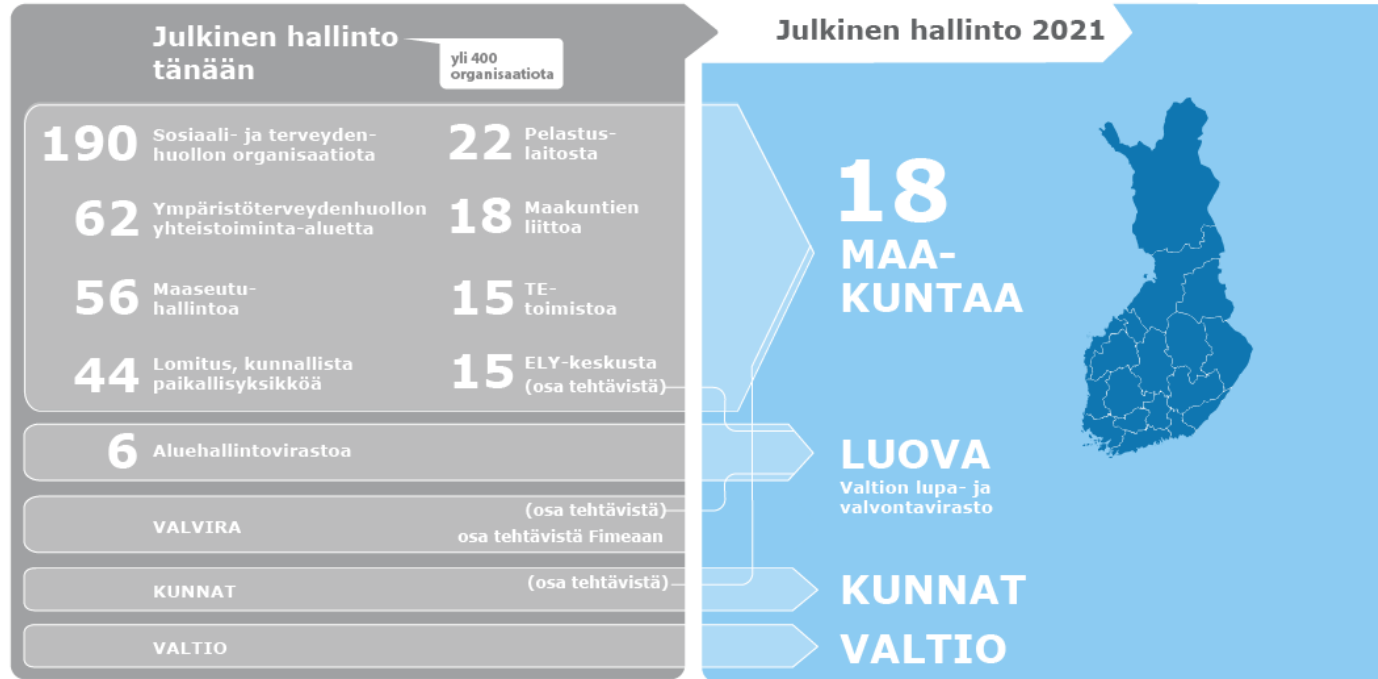 Julkinen hallinto
tänään
yli 400
organisaatiota
190 Sosiaali- ja terveyden-
huollon organisaatiota
22 Pelastus-
laitosta
62 Ympäristöterveydenhuollon
yhteistoiminta-aluetta
18 Maakuntien
liittoa
56 Maaseutu-
hallintoa
15 TE-
toimistoa
44 Lomitus, kunnallista
paikallisyksikköä
15 ELY-keskusta
(osa tehtävistä)
6 Aluehallintovirastoa
VALVIRA
(osa tehtävistä)
osa tehtävistä Fimeaan
KUNNAT
(osa tehtävistä)
VALTIO
Julkinen hallinto 2021
18
MAA-
KUNTAA
LUOVA
Valtion lupa- ja
valvontavirasto
KUNNAT
VALTIO